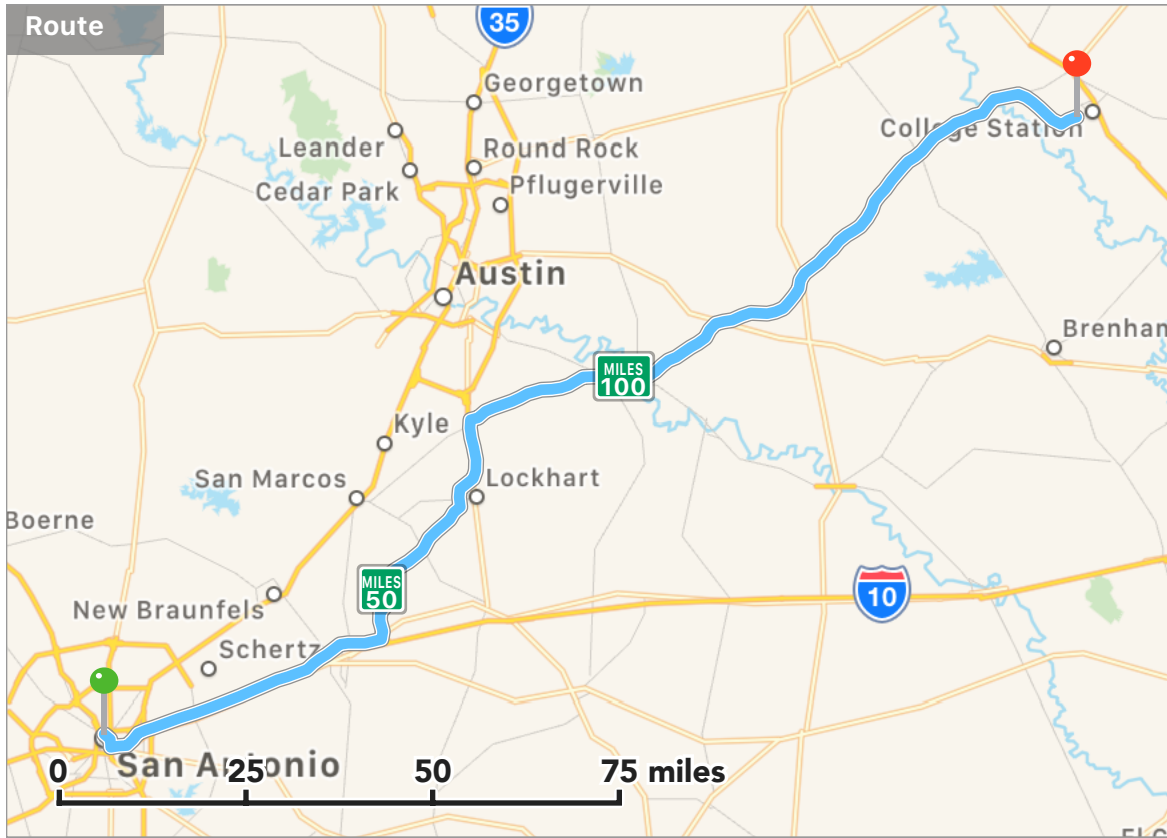 Route
35
Georgetown
Leander
Round Rock
Cedar Park
Pflugerville
College Station
Austin
Brenhan
Kyle
San Marcos
Lockhart
Boerne
MILES
100
MILES
50
New Braunfels
10
Schertz
San Antonio
0 25 50 75 miles